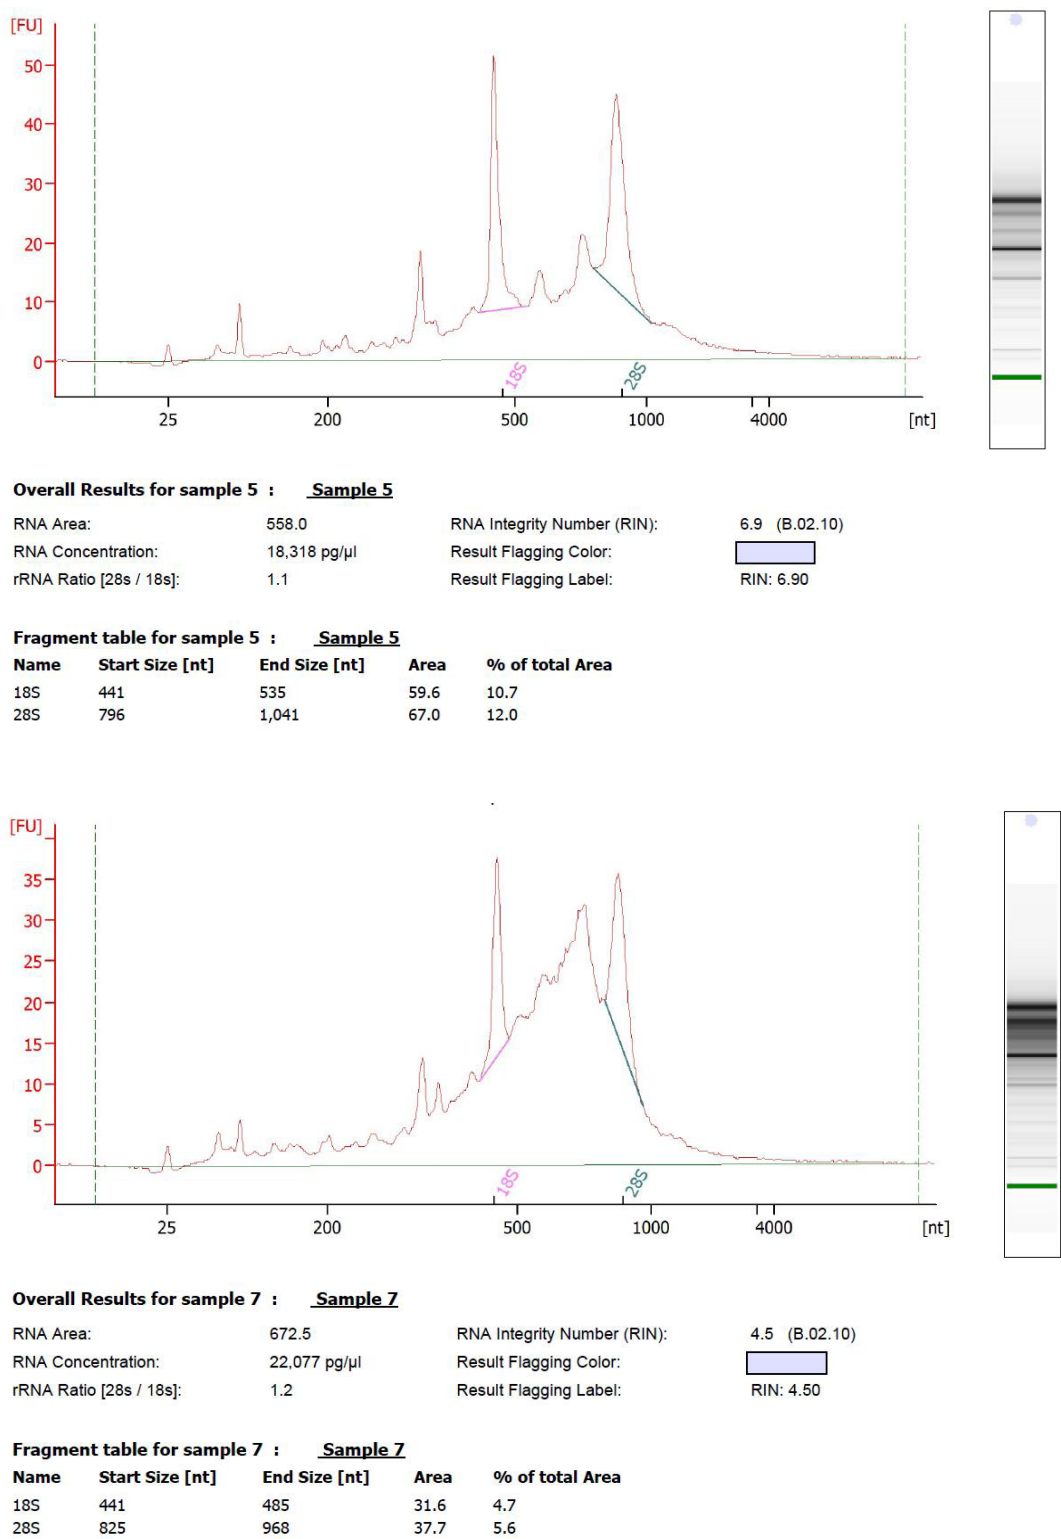 [FU]
50
40
30
20
10
0
18S
28S
25 200 500 1000 4000 [nt]
Overall Results for sample 5 : Sample 5
RNA Area: 558.0 RNA Integrity Number (RIN): 6.9 (B.02.10)
RNA Concentration: 18,318 pg/µl Result Flagging Color:
rRNA Ratio [28s / 18s]: 1.1 Result Flagging Label: RIN: 6.90
Fragment table for sample 5 : Sample 5
Name Start Size [nt] End Size [nt] Area % of total Area
18S 441 535 59.6 10.7
28S 796 1,041 67.0 12.0
[FU]
35
30
25
20
15
10
5
0
18S
28S
25 200 500 1000 4000 [nt]
Overall Results for sample 7 : Sample 7
RNA Area: 672.5 RNA Integrity Number (RIN): 4.5 (B.02.10)
RNA Concentration: 22,077 pg/µl Result Flagging Color:
rRNA Ratio [28s / 18s]: 1.2 Result Flagging Label: RIN: 4.50
Fragment table for sample 7 : Sample 7
Name Start Size [nt] End Size [nt] Area % of total Area
18S 441 485 31.6 4.7
28S 825 968 37.7 5.6